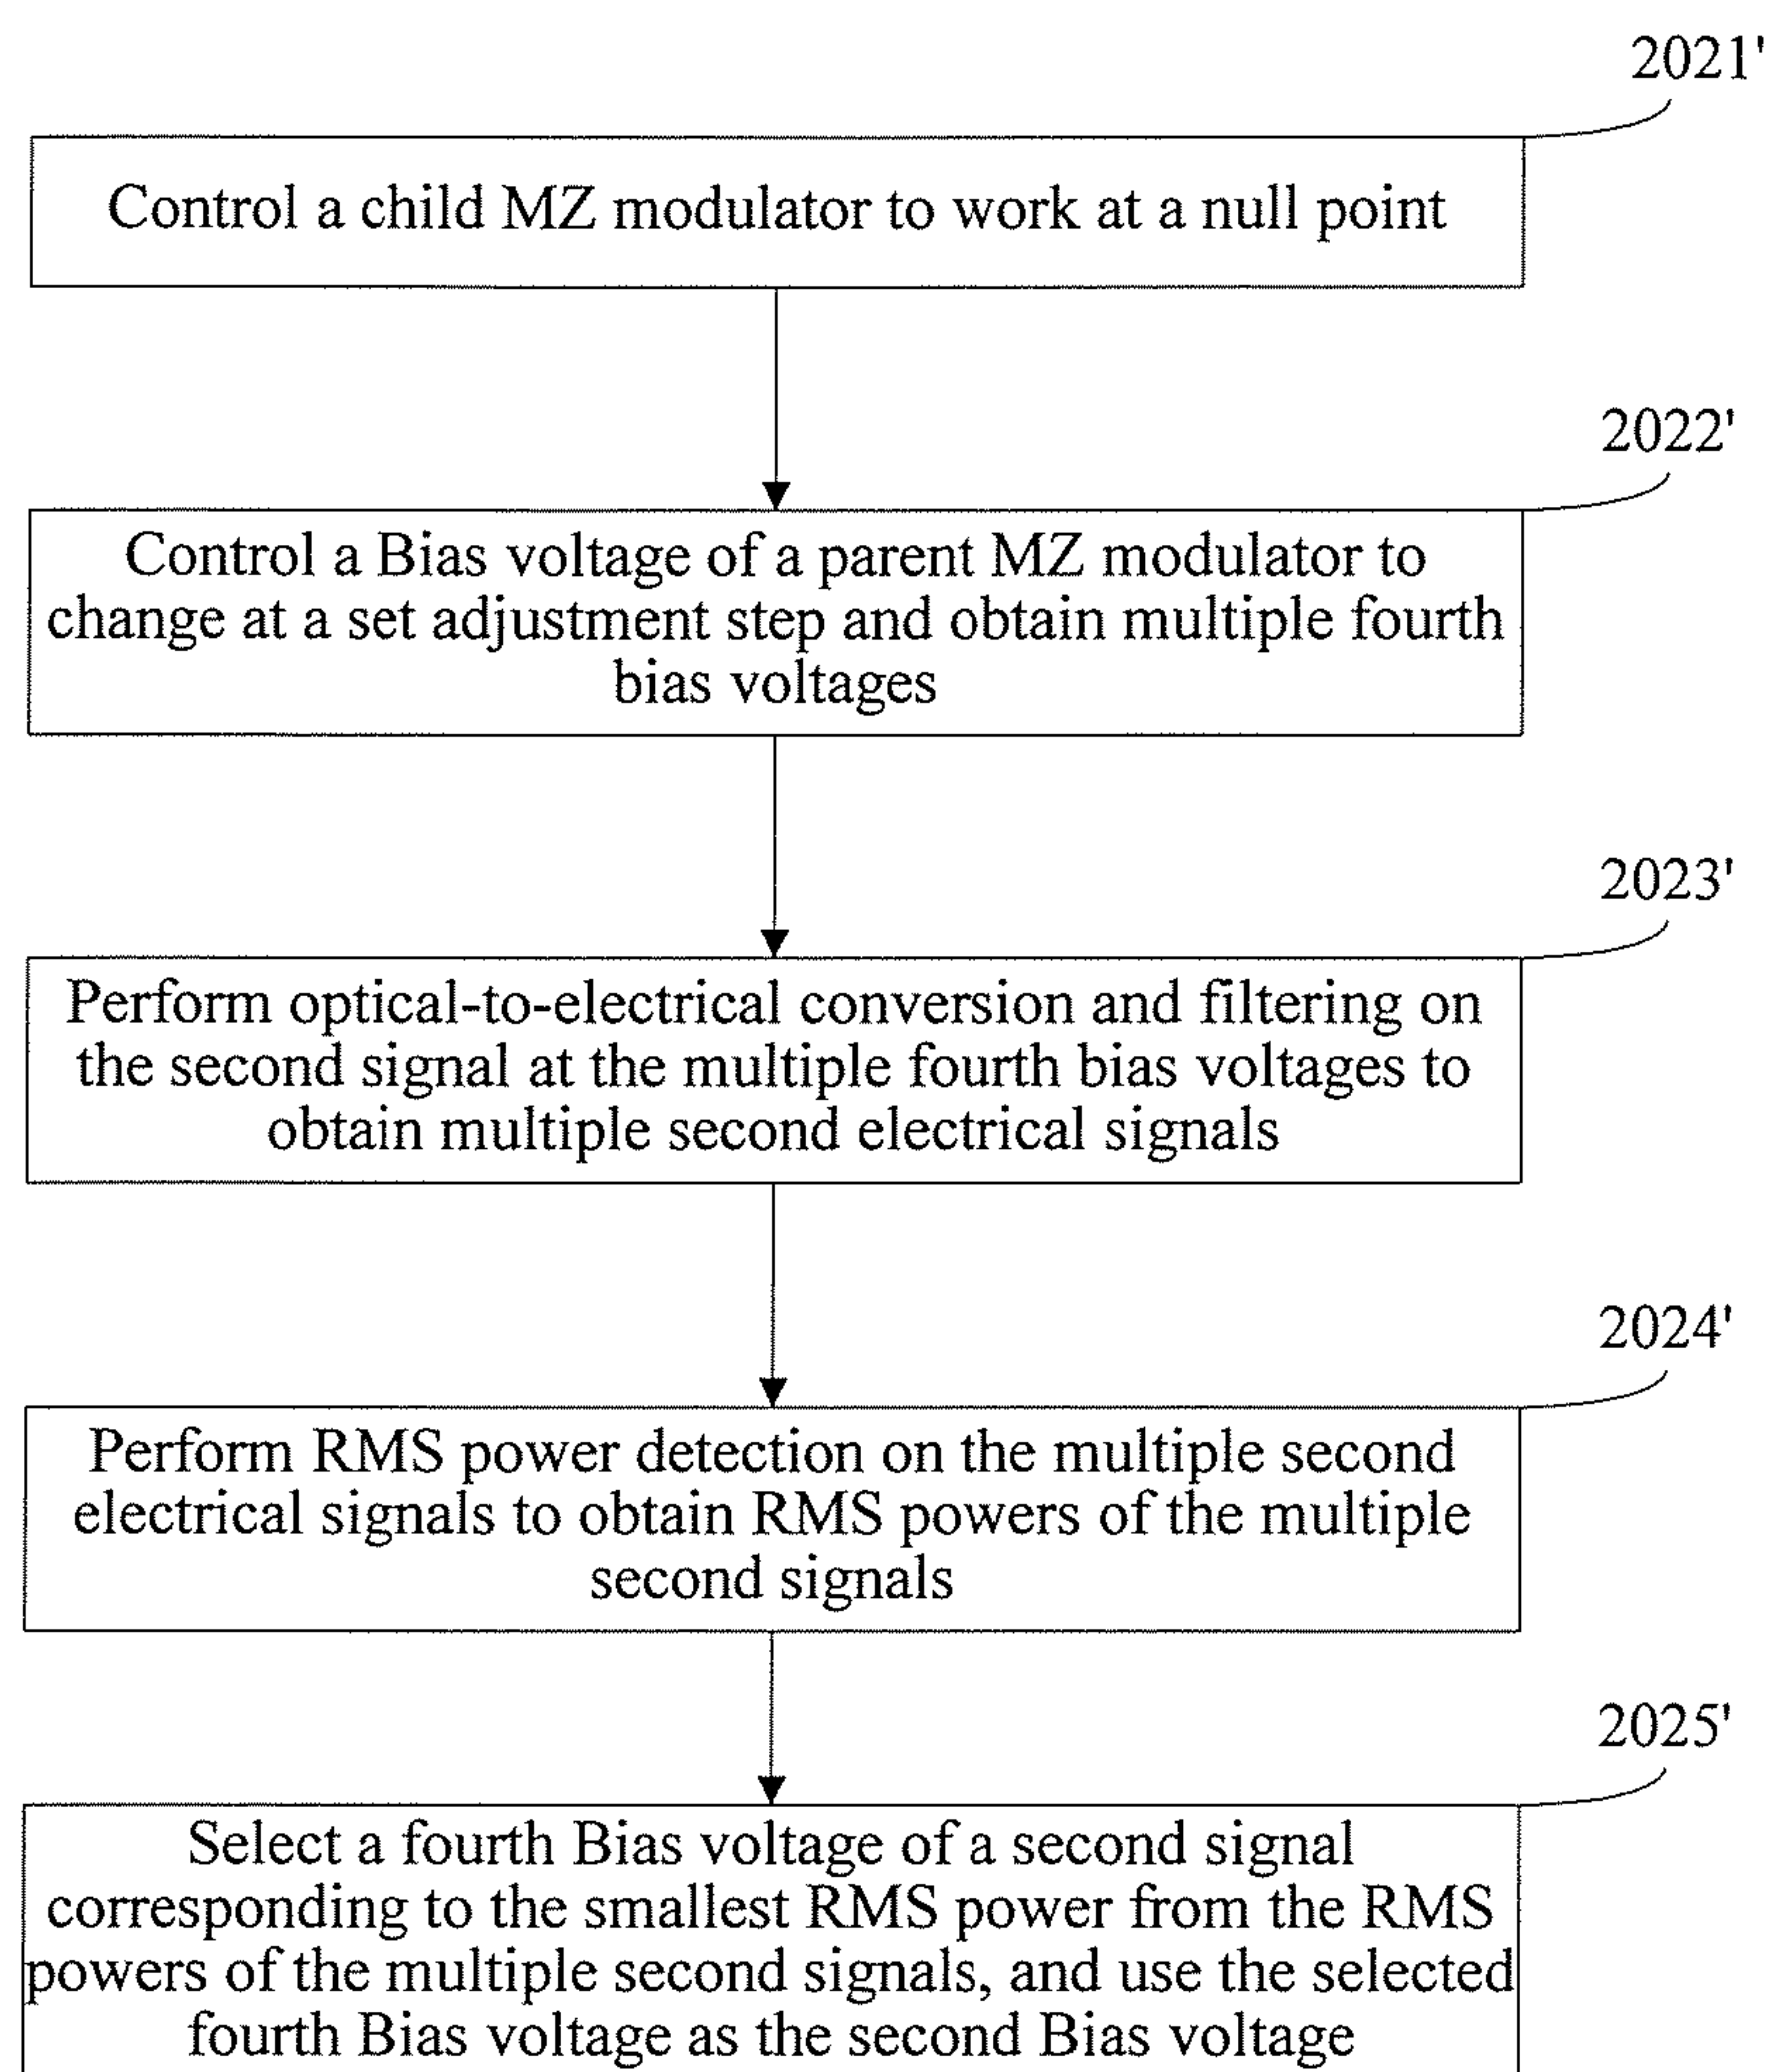 2021'
Control a child MZ modulator to work at a null point
2022'
Control a Bias voltage of a parent MZ modulator to
change at a set adjustment step and obtain multiple fourth
bias voltages
2023'
Perform optical-to-electrical conversion and filtering on
the second signal at the multiple fourth bias voltages to
obtain multiple second electrical signals
2024'
Perform RMS power detection on the multiple second
electrical signals to obtain RMS powers of the multiple
second signals
2025'
Select a fourth Bias voltage of a second signal
corresponding to the smallest RMS power from the RMS
powers of the multiple second signals, and use the selected
fourth Bias voltage as the second Bias voltage